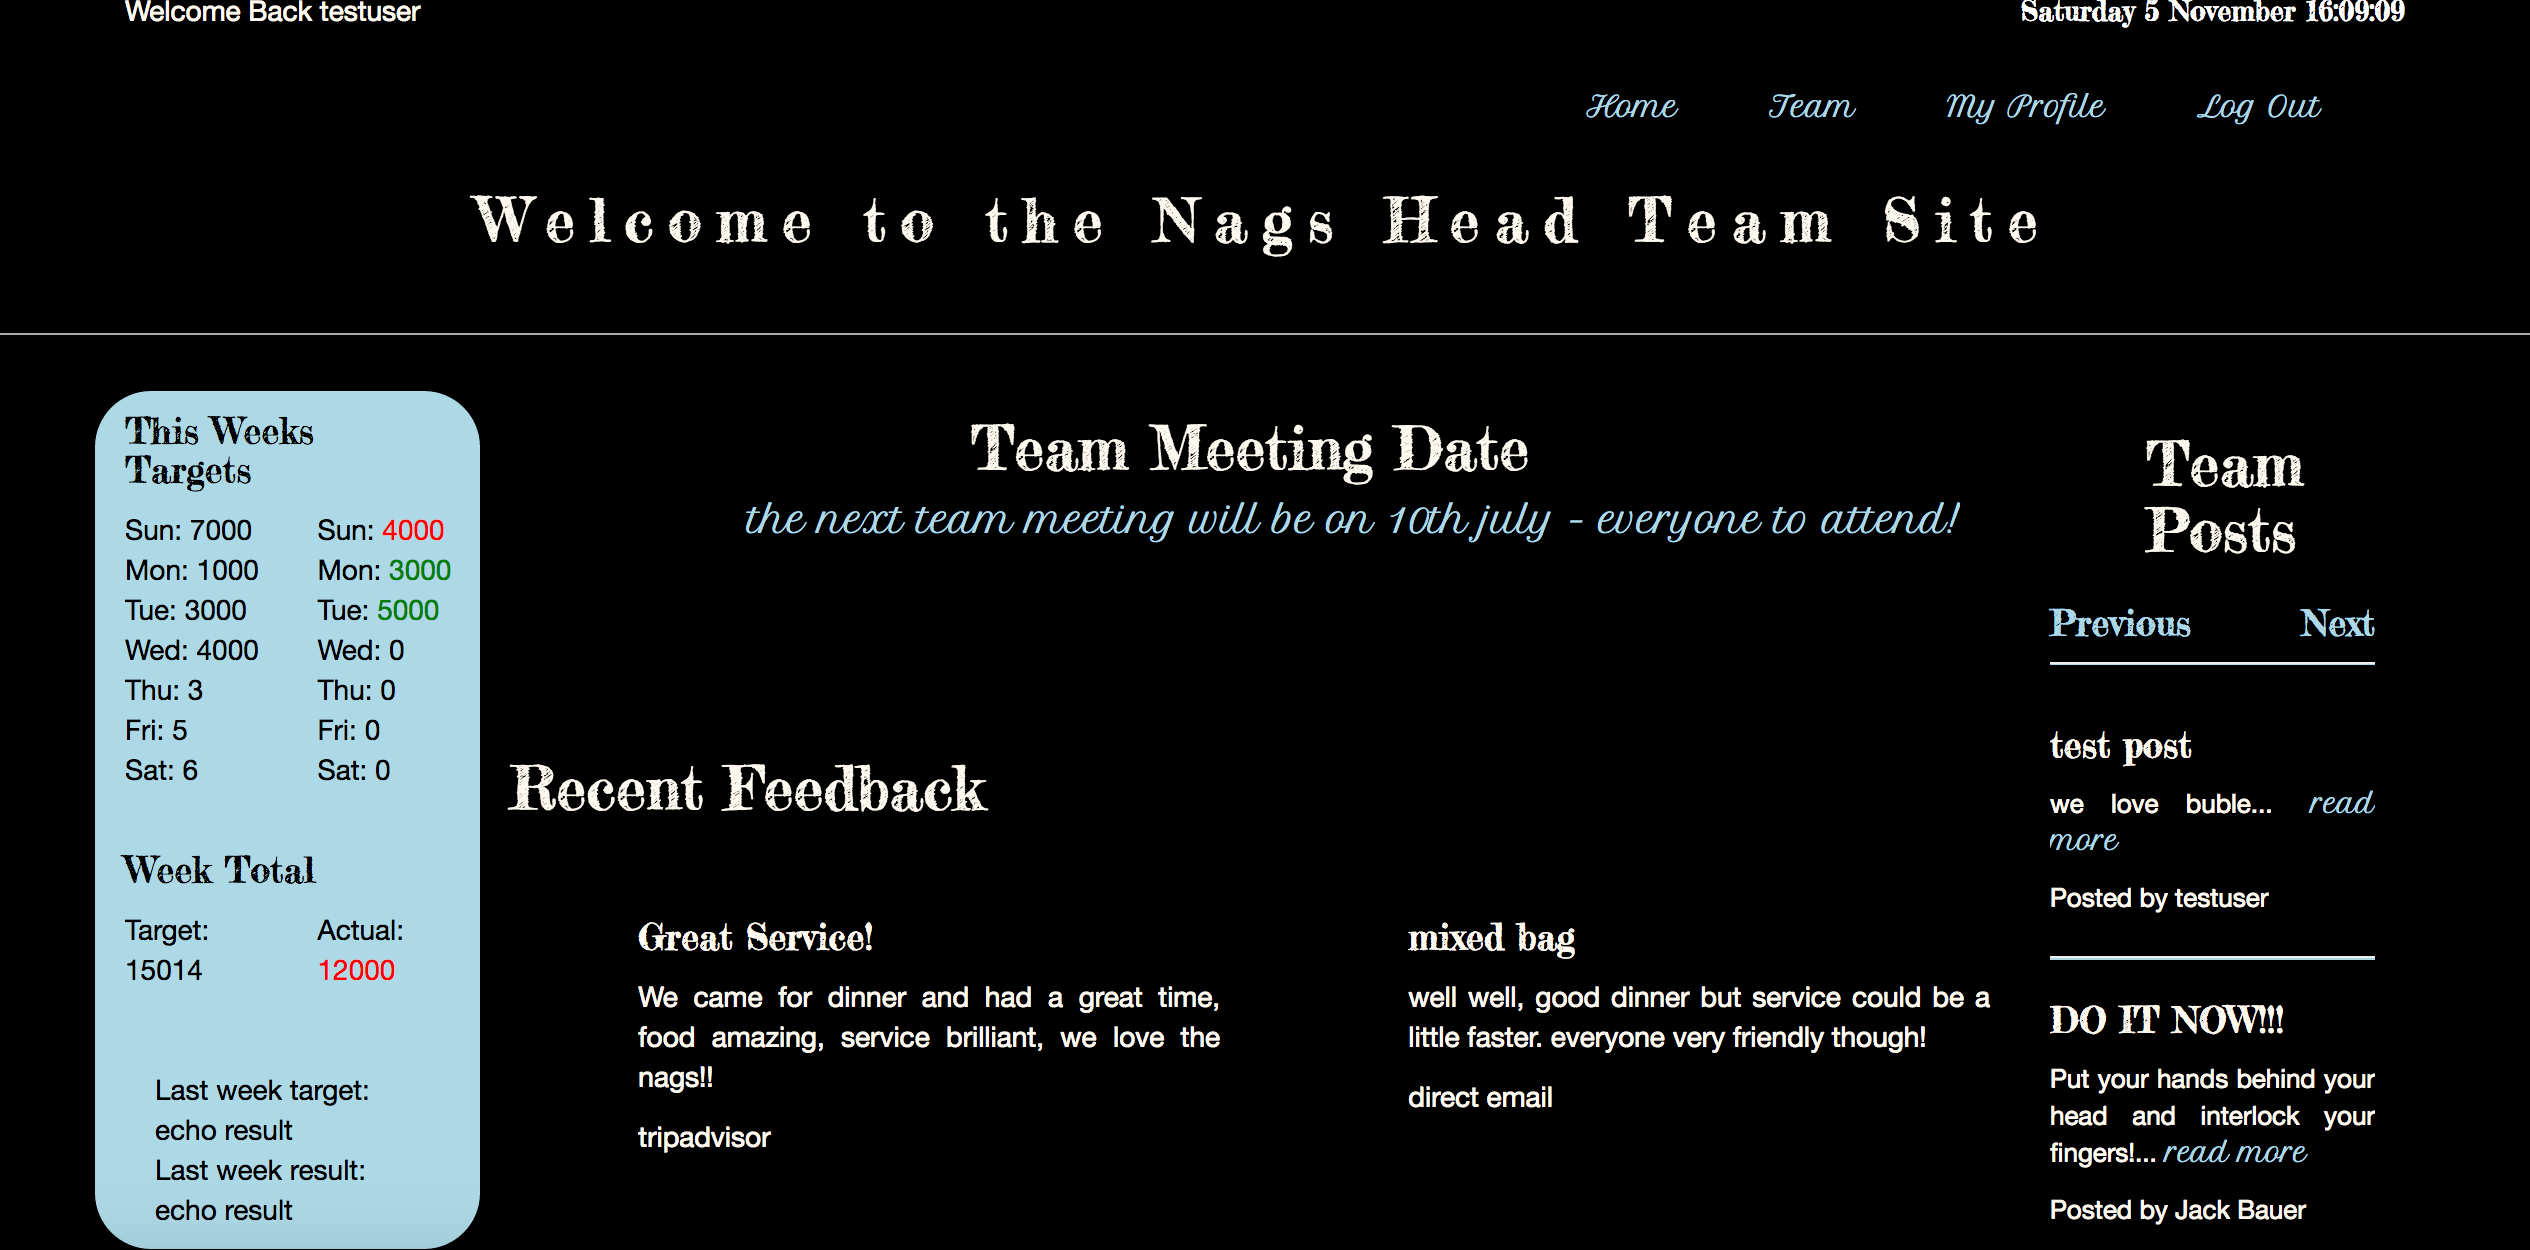 Welcome Back testuser
Saturday 5 November 16:09:09
Home Team My Profile Log Out
Welcome to the Nags Head Team Site
This Weeks
Targets
Sun: 7000 Sun: 4000
Mon: 1000 Mon: 3000
Tue: 3000 Tue: 5000
Wed: 4000 Wed: 0
Thu: 3 Thu: 0
Fri: 5 Fri: 0
Sat: 6 Sat: 0
Week Total
Target: Actual:
15014 12000
Last week target:
echo result
Last week result:
echo result
Team Meeting Date
the next team meeting will be on 10th july - everyone to attend!
Recent Feedback
Great Service!
We came for dinner and had a great time,
food amazing, service brilliant, we love the
nags!!
tripadvisor
mixed bag
well well, good dinner but service could be a
little faster. everyone very friendly though!
direct email
Team
Posts
Previous Next
test post
we love buble... read
more
Posted by testuser
DO IT NOW!!!
Put your hands behind your
head and interlock your
fingers!... read more
Posted by Jack Bauer